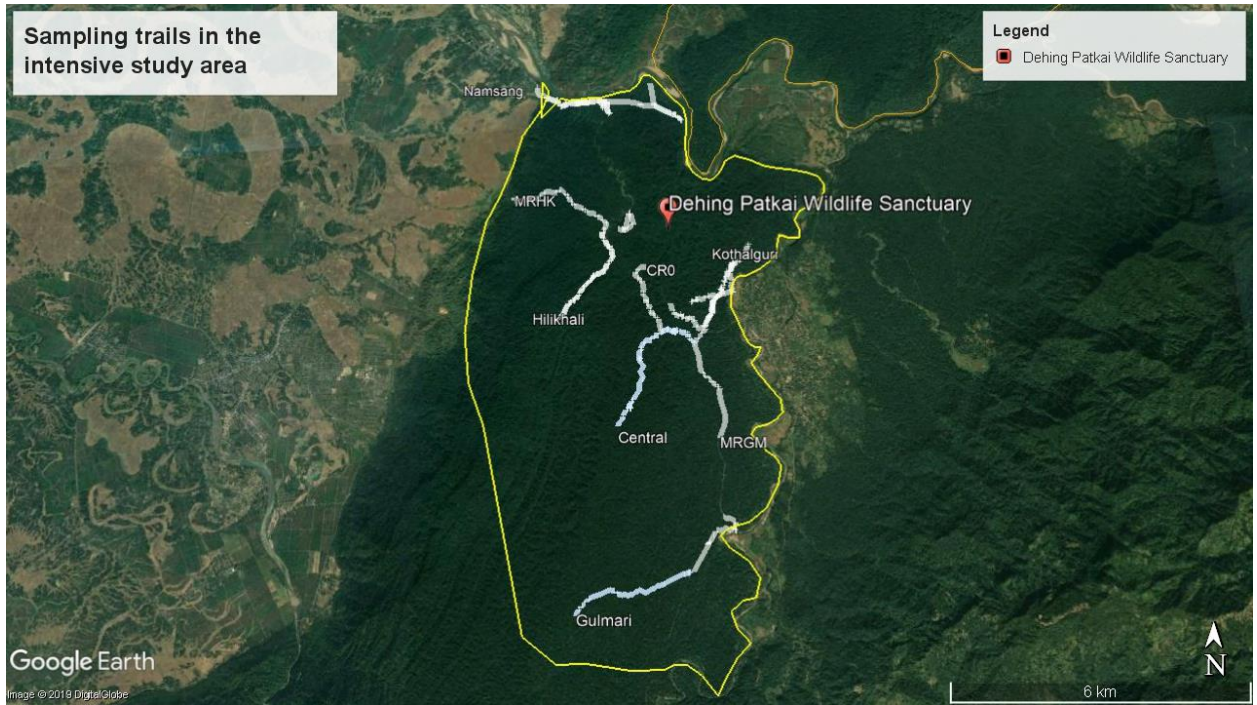 Sampling trails in the
intensive study area
Legend
Dehing Patkai Wildlife Sanctuary
Namsang
MRHK
Dehing Patkai Wildlife Sanctuary
Kothalguri
CR0
Hilikhali
Central
MRGM
Gulmari
Google Earth
Image © 2019 DigitalGlobe
N
6 km